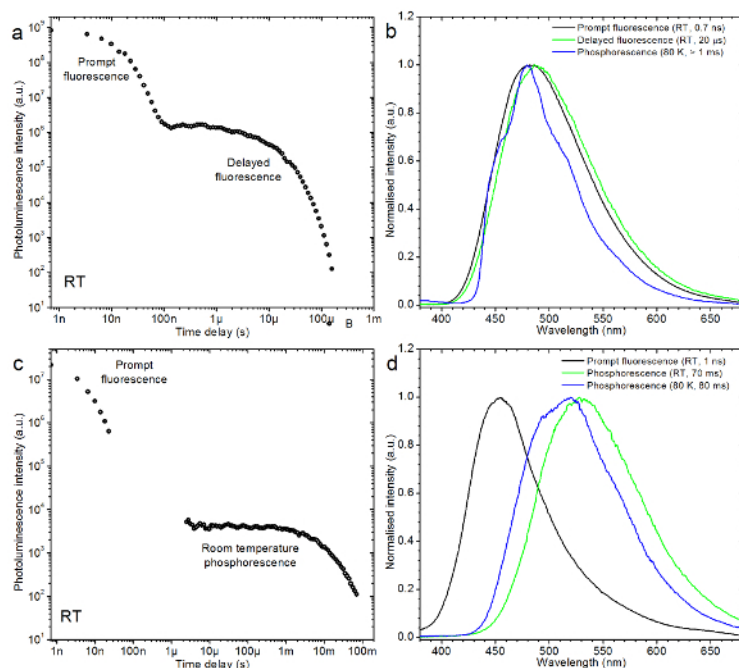 a
Photoluminescence intensity (a.u.)
10⁹
10⁸
10⁷
10⁶
10⁵
10⁴
10³
10²
10¹
Prompt
fluorescence
Delayed
fluorescence
RT
B
1n 10n 100n 1µ 10µ 100µ 1m
Time delay (s)
b
Normalised intensity (a.u.)
1.2
1.0
0.8
0.6
0.4
0.2
0.0
Prompt fluorescence (RT, 0.7 ns)
Delayed fluorescence (RT, 20 µs)
Phosphorescence (80 K, > 1 ms)
400 450 500 550 600 650
Wavelength (nm)
c
Photoluminescence intensity (a.u.)
10⁷
10⁶
10⁵
10⁴
10³
10²
10¹
Prompt
fluorescence
Room temperature
phosphorescence
RT
1n 10n 100n 1µ 10µ 100µ 1m 10m 100m
Time delay (s)
d
Normalised intensity (a.u.)
1.2
1.0
0.8
0.6
0.4
0.2
0.0
Prompt fluorescence (RT, 1 ns)
Phosphorescence (RT, 70 ms)
Phosphorescence (80 K, 80 ms)
400 450 500 550 600 650
Wavelength (nm)